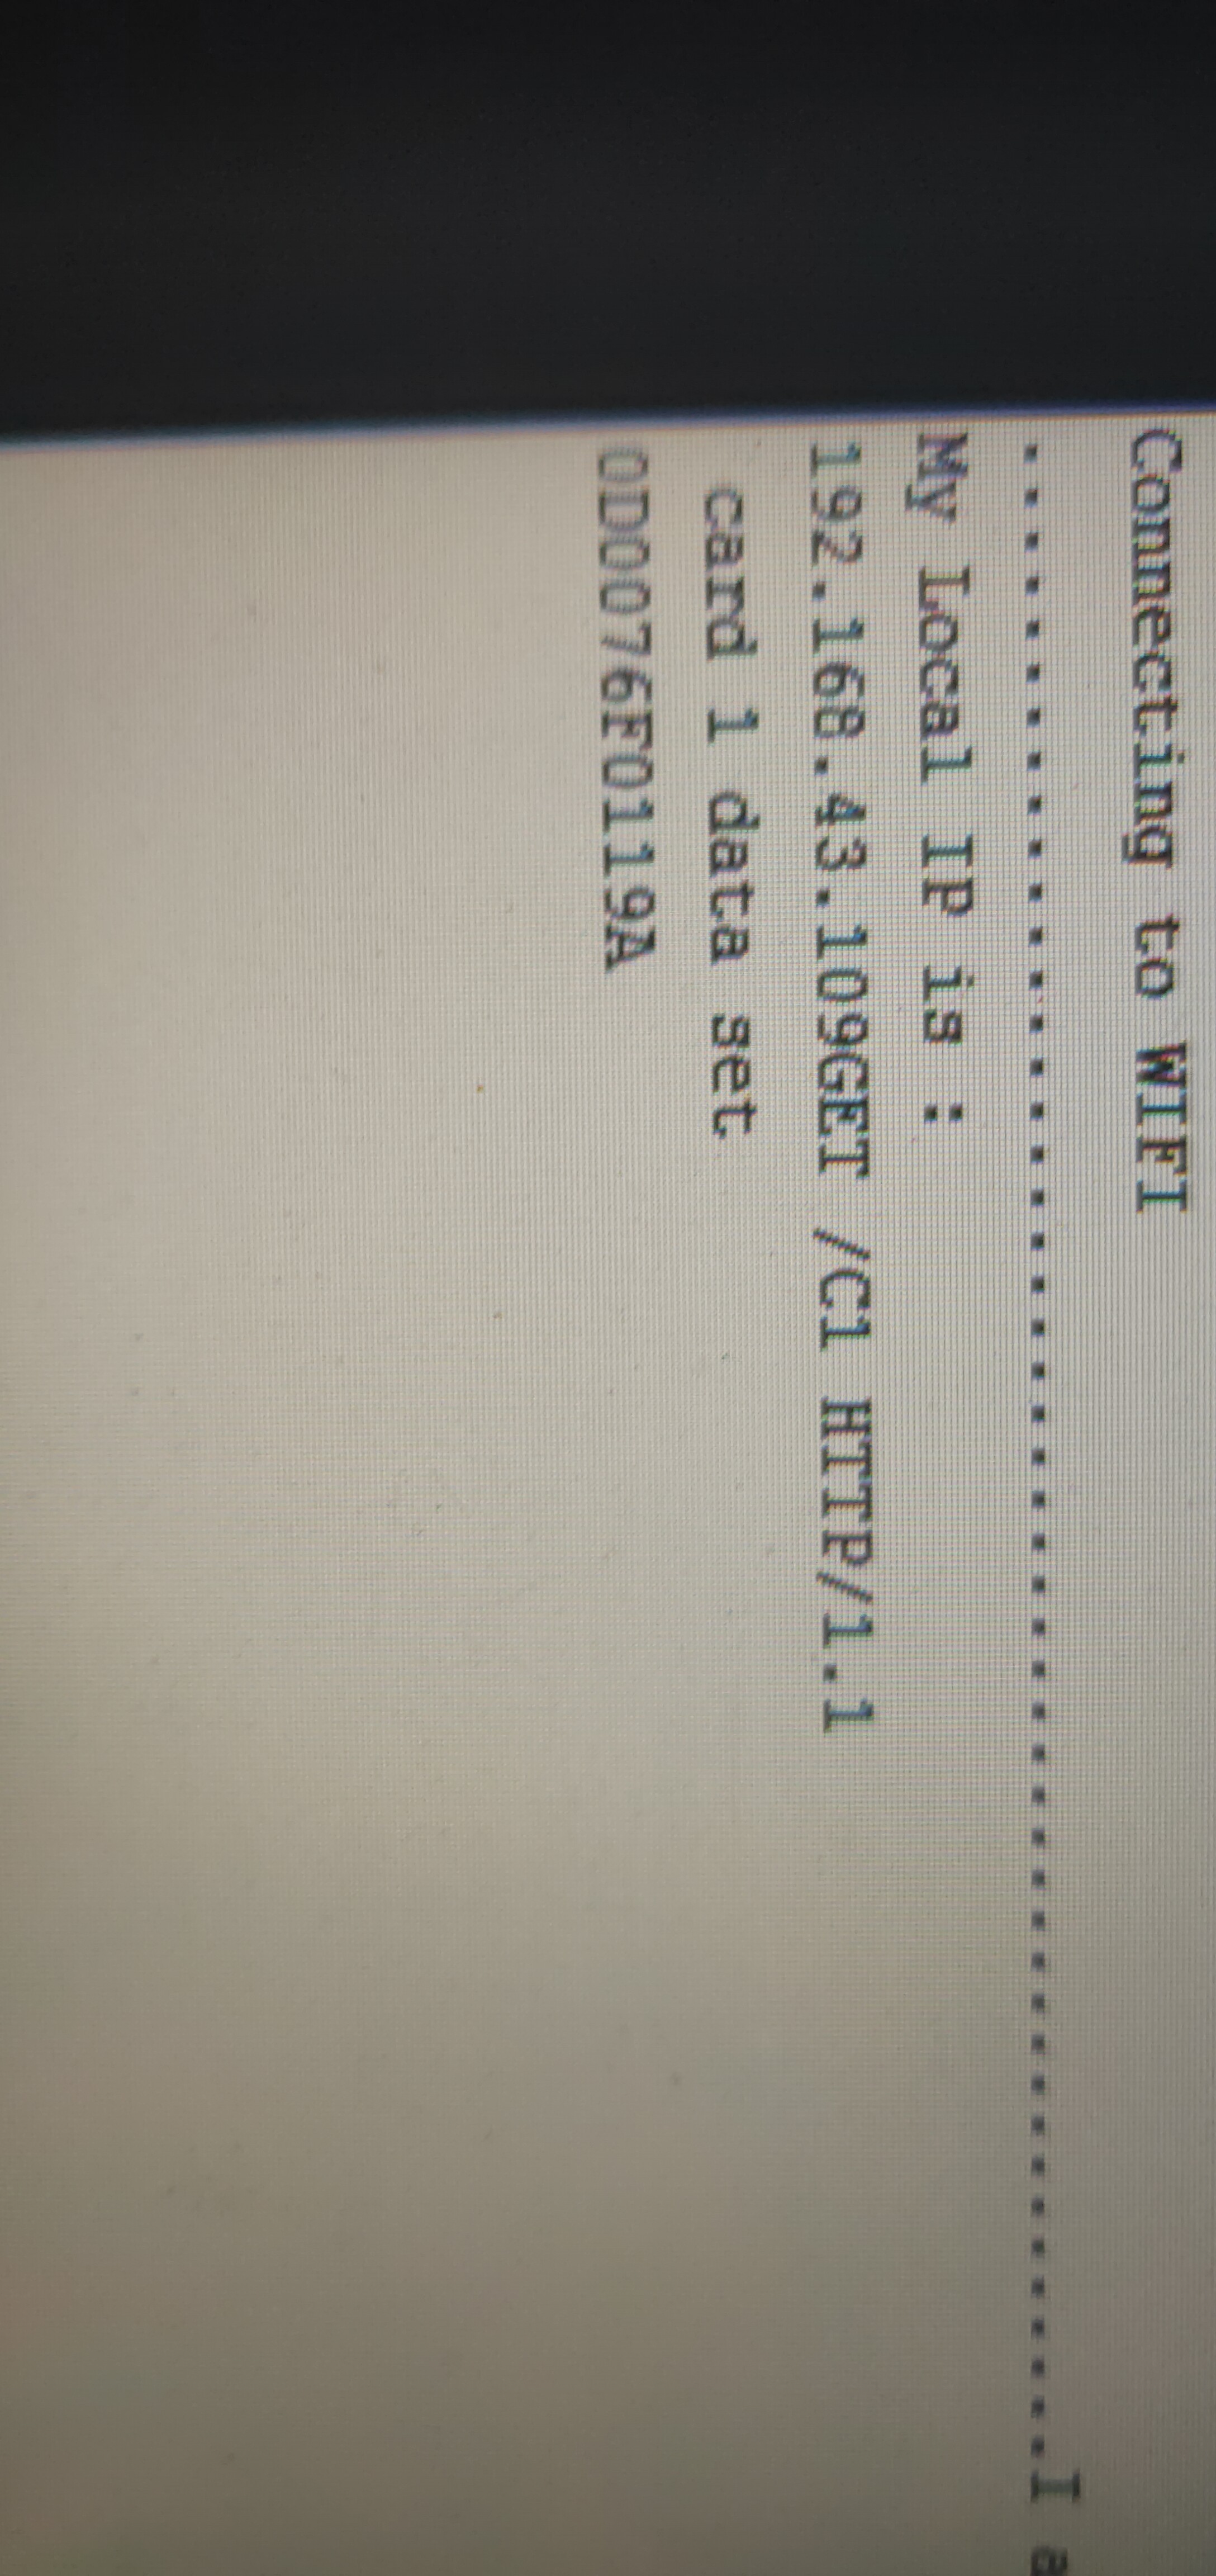 Connecting to WIFI
................................................I a
My Local IP is :
192.168.43.109GET /C1 HTTP/1.1
card 1 data set
0D0076F0119A